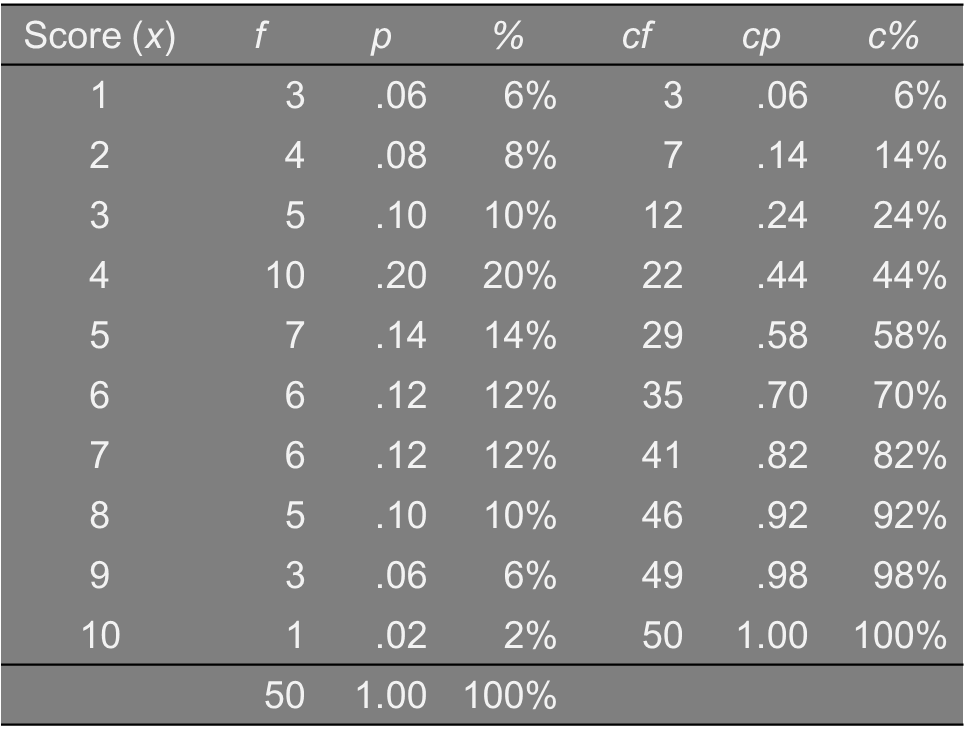 Score (x) f p % cf cp c%
1 3 .06 6% 3 .06 6%
2 4 .08 8% 7 .14 14%
3 5 .10 10% 12 .24 24%
4 10 .20 20% 22 .44 44%
5 7 .14 14% 29 .58 58%
6 6 .12 12% 35 .70 70%
7 6 .12 12% 41 .82 82%
8 5 .10 10% 46 .92 92%
9 3 .06 6% 49 .98 98%
10 1 .02 2% 50 1.00 100%
50 1.00 100%